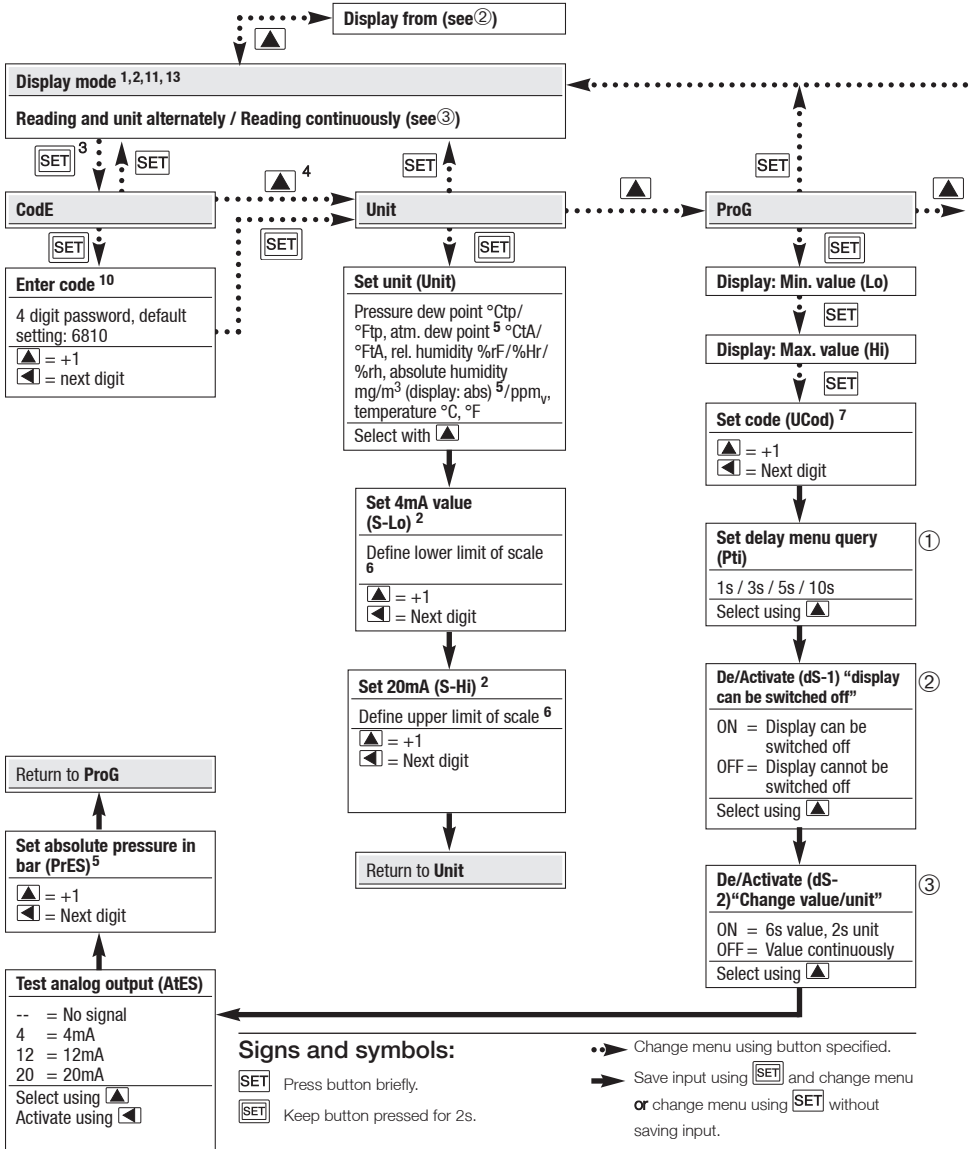 Display from (see②)
▲
Display mode 1,2,11, 13
Reading and unit alternately / Reading continuously (see③)
SET 3
SET
SET
SET
CodE
▲ 4
Unit
▲
ProG
▲
SET
SET
SET
SET
Enter code 10
4 digit password, default
setting: 6810
▲ = +1
◀ = next digit
Set unit (Unit)
Pressure dew point °Ctp/
°Ftp, atm. dew point 5 °CtA/
°FtA, rel. humidity %rF/%Hr/
%rh, absolute humidity
mg/m3 (display: abs) 5/ppmv,
temperature °C, °F
Select with ▲
Set 4mA value
(S-Lo) 2
Define lower limit of scale
6
▲ = +1
◀ = Next digit
Set 20mA (S-Hi) 2
Define upper limit of scale 6
▲ = +1
◀ = Next digit
Return to Unit
Display: Min. value (Lo)
SET
Display: Max. value (Hi)
SET
Set code (UCod) 7
▲ = +1
◀ = Next digit
Set delay menu query
(Pti)
①
1s / 3s / 5s / 10s
Select using ▲
De/Activate (dS-1) “display
can be switched off”
②
ON = Display can be
switched off
OFF = Display cannot be
switched off
Select using ▲
De/Activate (dS-
2)“Change value/unit”
③
ON = 6s value, 2s unit
OFF = Value continuously
Select using ▲
Return to ProG
Set absolute pressure in
bar (PrES)5
▲ = +1
◀ = Next digit
Test analog output (AtES)
-- = No signal
4 = 4mA
12 = 12mA
20 = 20mA
Select using ▲
Activate using ◀
Signs and symbols:
SET Press button briefly.
SET Keep button pressed for 2s.
Change menu using button specified.
Save input using SET and change menu
or change menu using SET without
saving input.